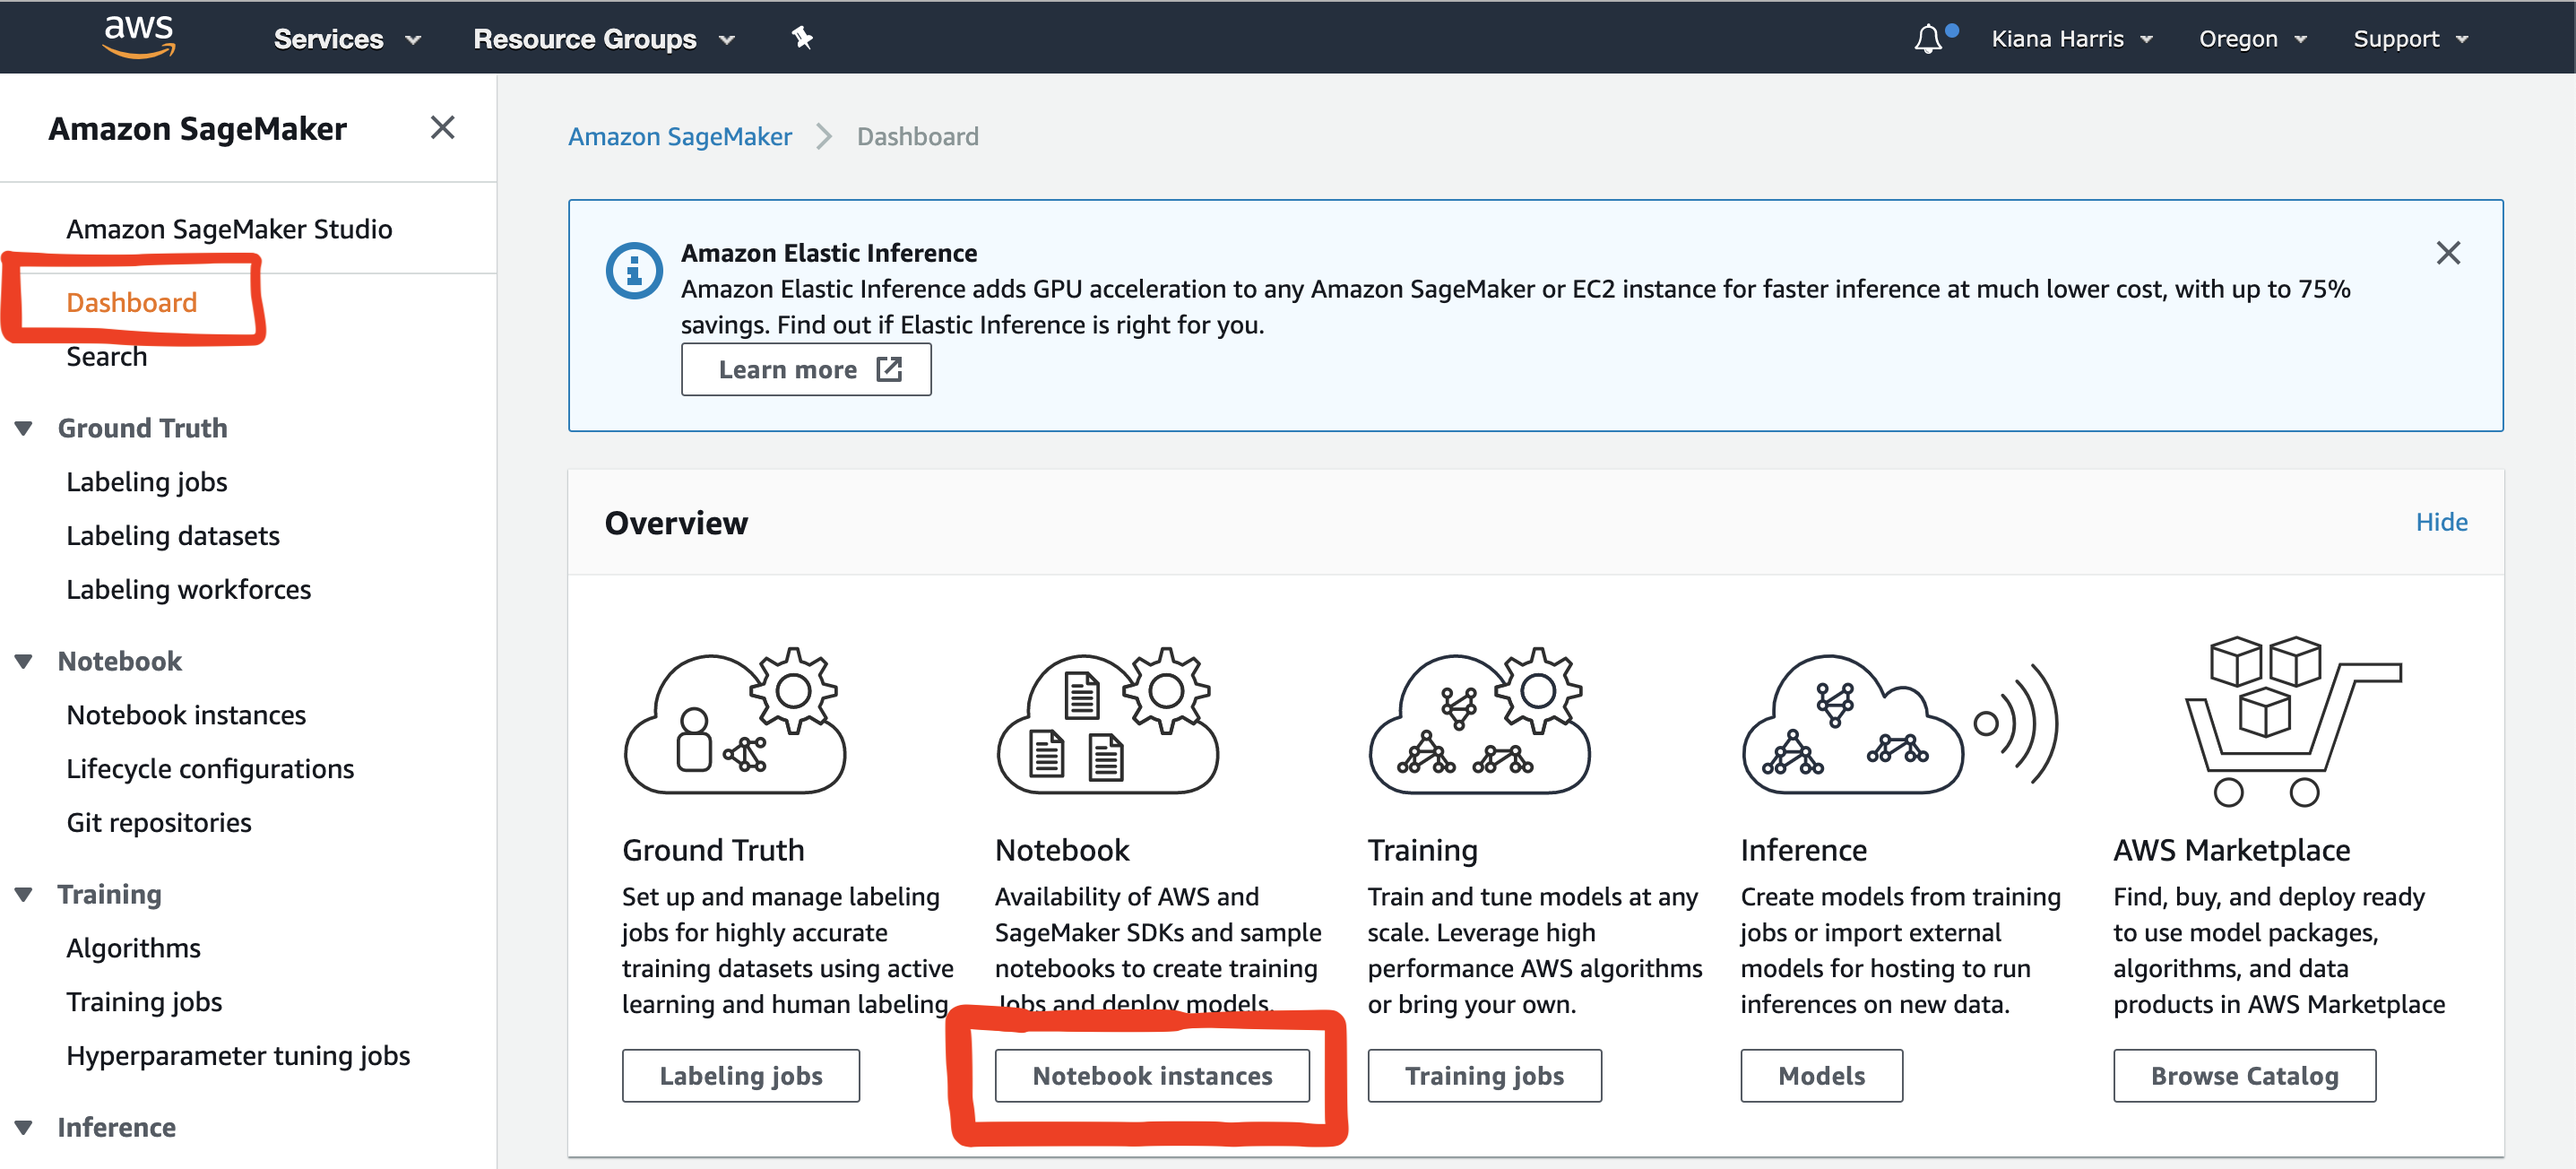 aws
Services
Resource Groups
Kiana Harris
Oregon
Support
Amazon SageMaker
Amazon SageMaker Studio
Dashboard
Search
Ground Truth
Labeling jobs
Labeling datasets
Labeling workforces
Notebook
Notebook instances
Lifecycle configurations
Git repositories
Training
Algorithms
Training jobs
Hyperparameter tuning jobs
Inference
Amazon SageMaker
Dashboard
Amazon Elastic Inference
Amazon Elastic Inference adds GPU acceleration to any Amazon SageMaker or EC2 instance for faster inference at much lower cost, with up to 75%
savings. Find out if Elastic Inference is right for you.
Learn more
Overview
Hide
Ground Truth
Set up and manage labeling
jobs for highly accurate
training datasets using active
learning and human labeling
Labeling jobs
Notebook
Availability of AWS and
SageMaker SDKs and sample
notebooks to create training
Jobs and deploy models.
Notebook instances
Training
Train and tune models at any
scale. Leverage high
performance AWS algorithms
or bring your own.
Training jobs
Inference
Create models from training
jobs or import external
models for hosting to run
inferences on new data.
Models
AWS Marketplace
Find, buy, and deploy ready
to use model packages,
algorithms, and data
products in AWS Marketplace
Browse Catalog